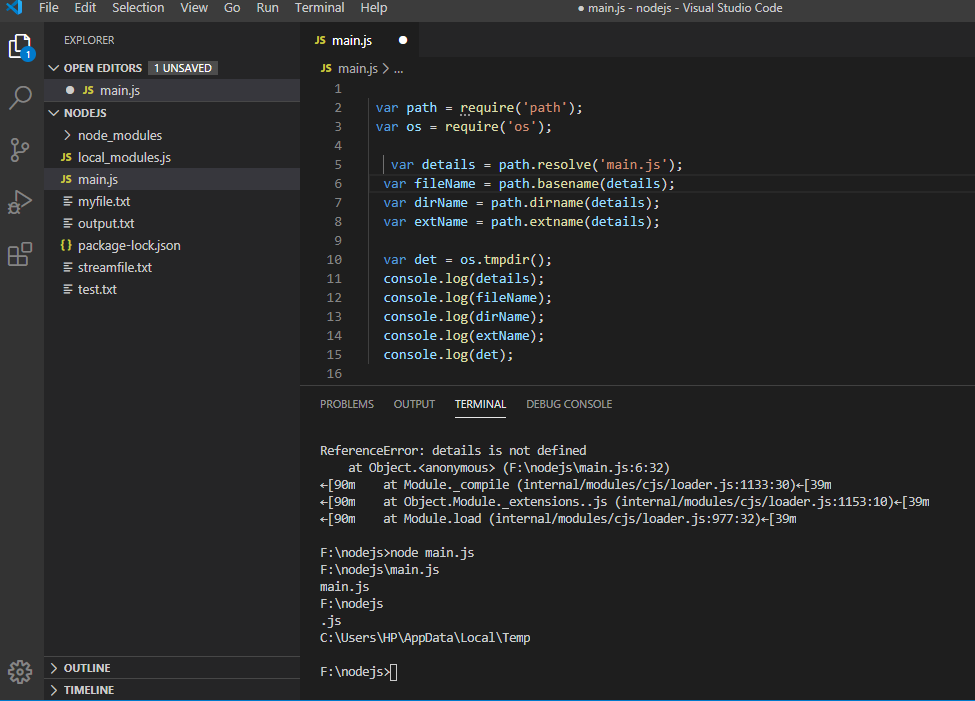 File Edit Selection View Go Run Terminal Help ● main.js - nodejs - Visual Studio Code
EXPLORER
1
OPEN EDITORS 1 UNSAVED
● JS main.js
NODEJS
node_modules
JS local_modules.js
JS main.js
myfile.txt
output.txt
{} package-lock.json
streamfile.txt
test.txt
OUTLINE
TIMELINE
JS main.js ●
JS main.js > ...
1
2 var path = require('path');
3 var os = require('os');
4
5 var details = path.resolve('main.js');
6 var fileName = path.basename(details);
7 var dirName = path.dirname(details);
8 var extName = path.extname(details);
9
10 var det = os.tmpdir();
11 console.log(details);
12 console.log(fileName);
13 console.log(dirName);
14 console.log(extName);
15 console.log(det);
16
PROBLEMS OUTPUT TERMINAL DEBUG CONSOLE
ReferenceError: details is not defined
at Object.<anonymous> (F:\nodejs\main.js:6:32)
←[90m at Module._compile (internal/modules/cjs/loader.js:1133:30)←[39m
←[90m at Object.Module._extensions..js (internal/modules/cjs/loader.js:1153:10)←[39m
←[90m at Module.load (internal/modules/cjs/loader.js:977:32)←[39m
F:\nodejs>node main.js
F:\nodejs\main.js
main.js
F:\nodejs
.js
C:\Users\HP\AppData\Local\Temp
F:\nodejs>